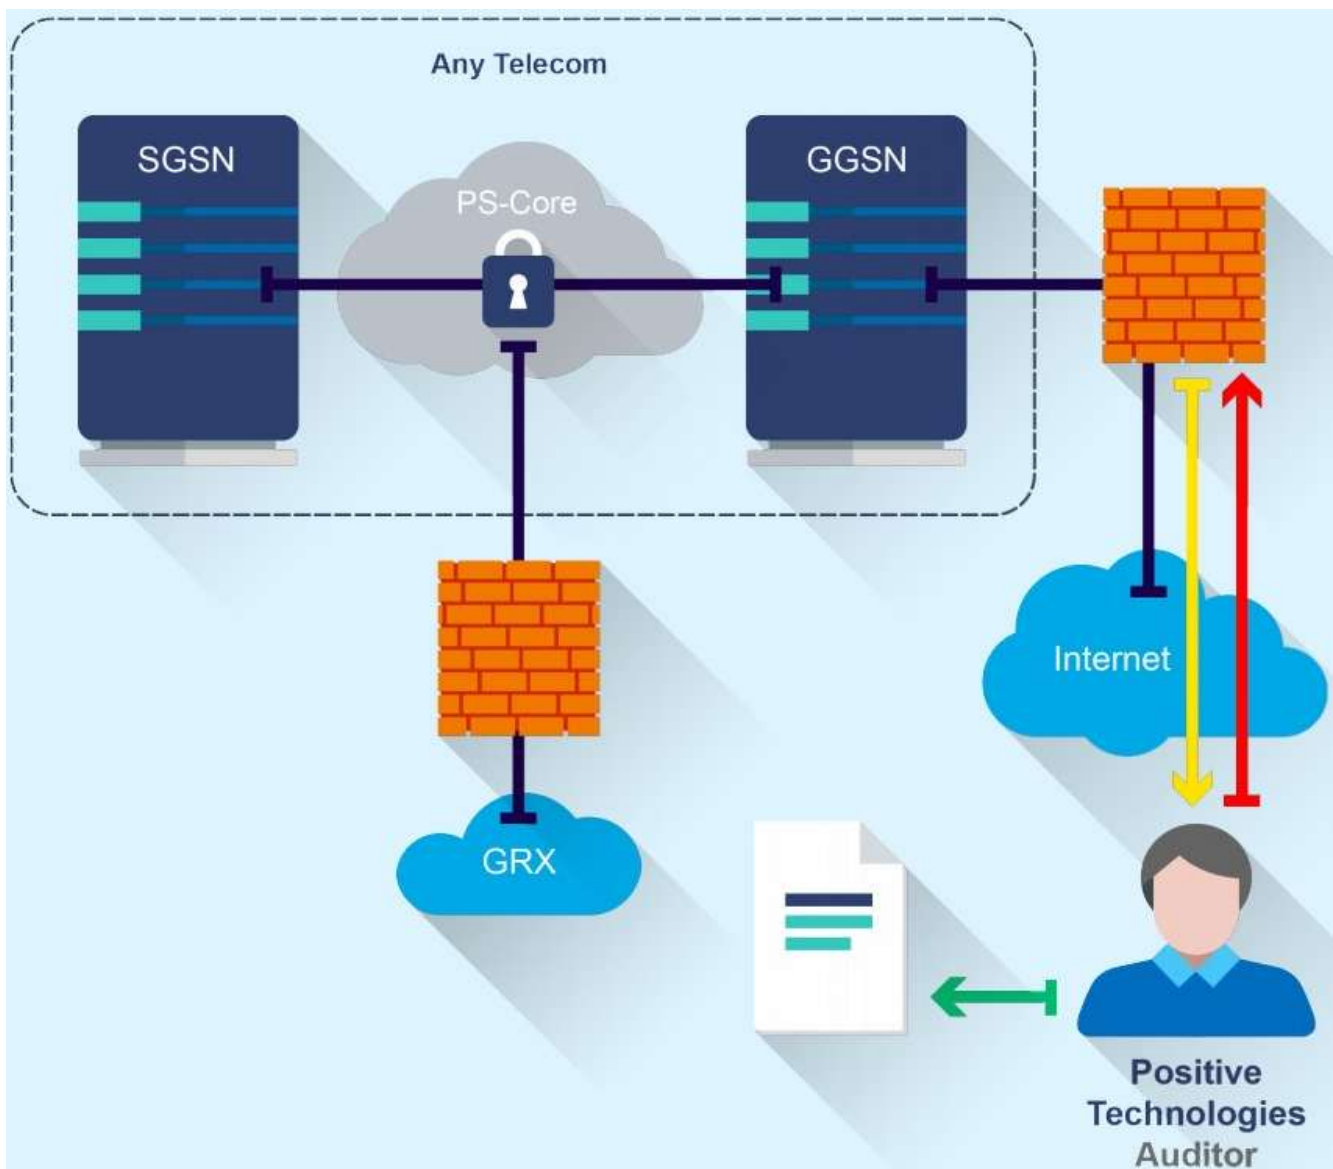 Any Telecom
SGSN
PS-Core
GGSN
Internet
GRX
Positive
Technologies
Auditor